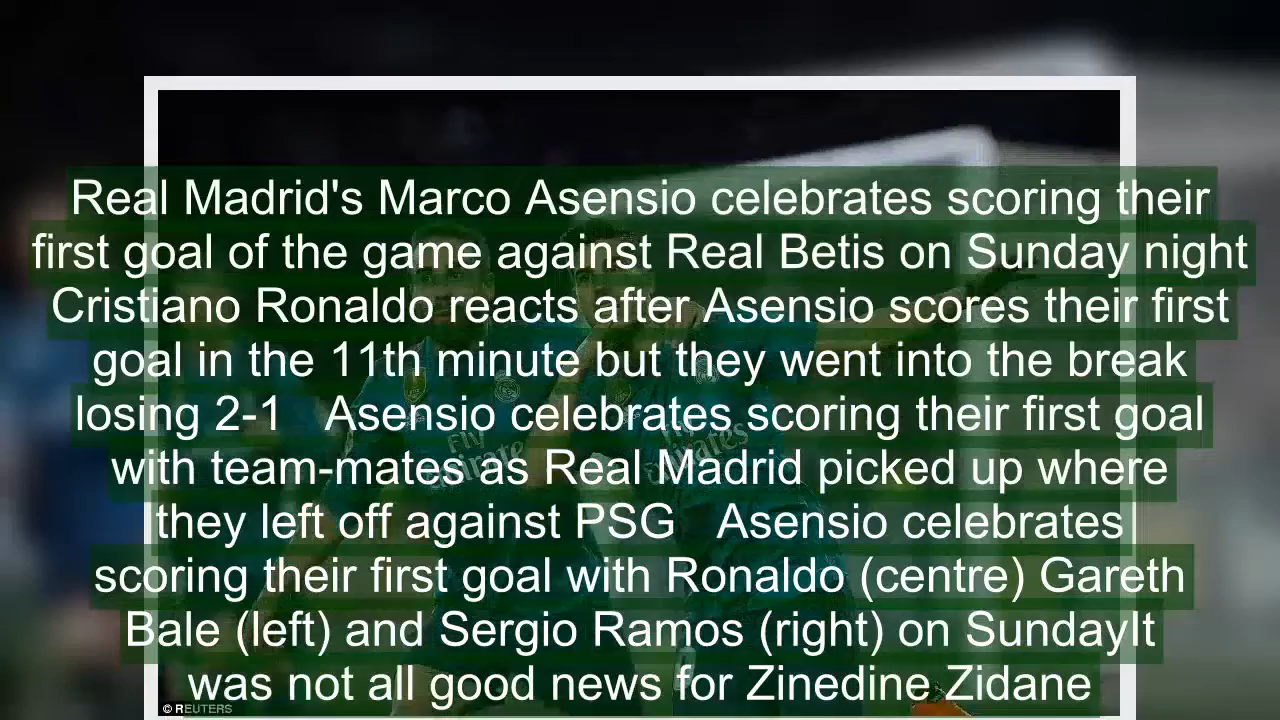 Real Madrid's Marco Asensio celebrates scoring their
first goal of the game against Real Betis on Sunday night
Cristiano Ronaldo reacts after Asensio scores their first
goal in the 11th minute but they went into the break
losing 2-1   Asensio celebrates scoring their first goal
with team-mates as Real Madrid picked up where
they left off against PSG   Asensio celebrates
scoring their first goal with Ronaldo (centre) Gareth
Bale (left) and Sergio Ramos (right) on SundayIt
was not all good news for Zinedine Zidane
Fly Emirates
Fly Emirates
© REUTERS